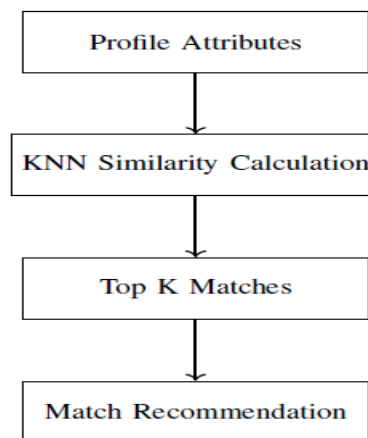 Profile Attributes
KNN Similarity Calculation
Top K Matches
Match Recommendation